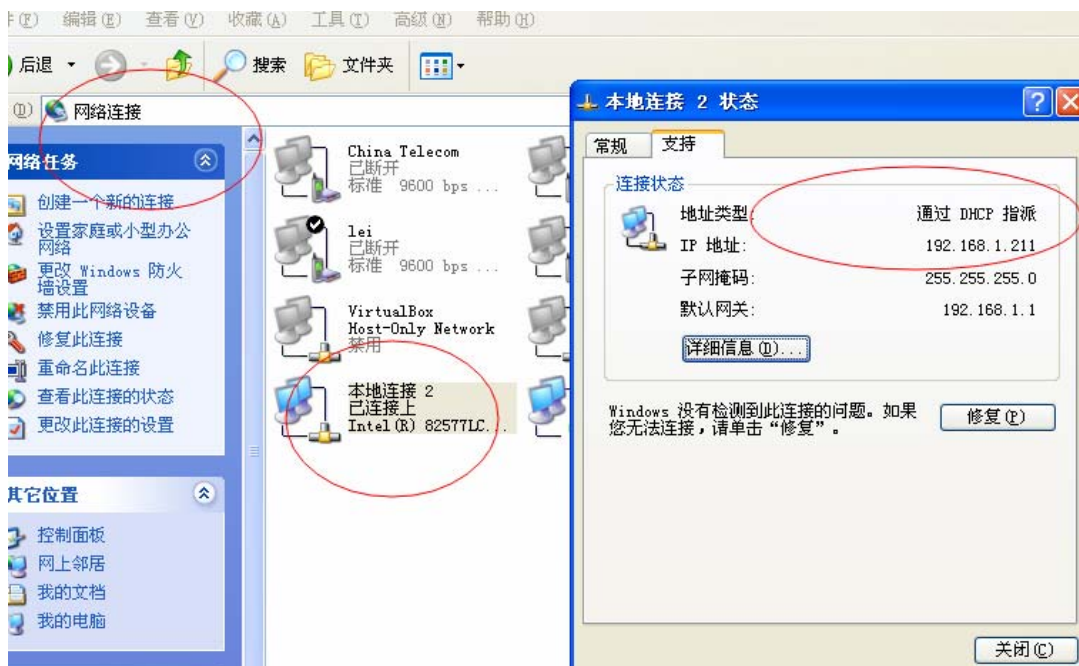 编辑(E) 查看(V) 收藏(A) 工具(T) 高级(N) 帮助(H)
后退 搜索 文件夹
(D) 网络连接
网络任务
创建一个新的连接
设置家庭或小型办公
网络
更改 Windows 防火
墙设置
禁用此网络设备
修复此连接
重命名此连接
查看此连接的状态
更改此连接的设置
其它位置
控制面板
网上邻居
我的文档
我的电脑
China Telecom
已断开
标准 9600 bps ...
lei
已断开
标准 9600 bps ...
VirtualBox
Host-Only Network
禁用
本地连接 2
已连接上
Intel(R) 82577LC...
本地连接 2 状态
常规 支持
连接状态
地址类型: 通过 DHCP 指派
IP 地址: 192.168.1.211
子网掩码: 255.255.255.0
默认网关: 192.168.1.1
详细信息(D)...
Windows 没有检测到此连接的问题。如果
您无法连接,请单击“修复”。
修复(P)
关闭(C)